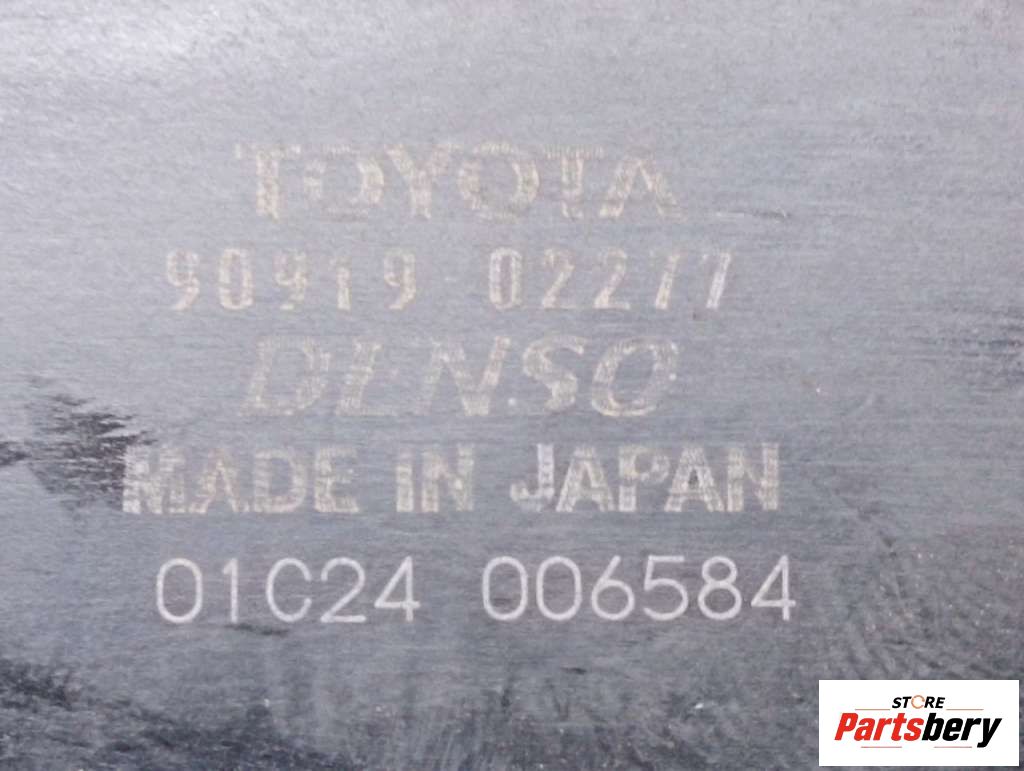 TOYOTA
90919 02277
DENSO
MADE IN JAPAN
01C24 006584
STORE
Partsbery